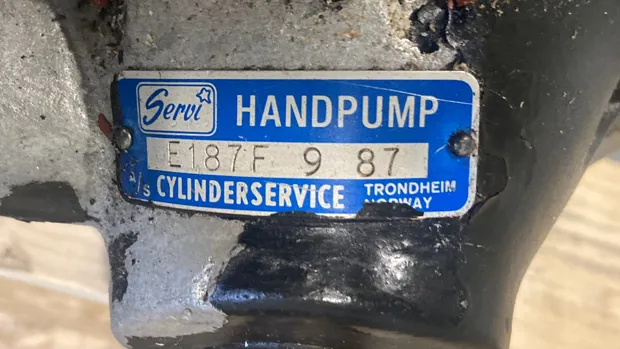 Servi HANDPUMP
E187F 9 87
A/s CYLINDERSERVICE TRONDHEIM
NORWAY